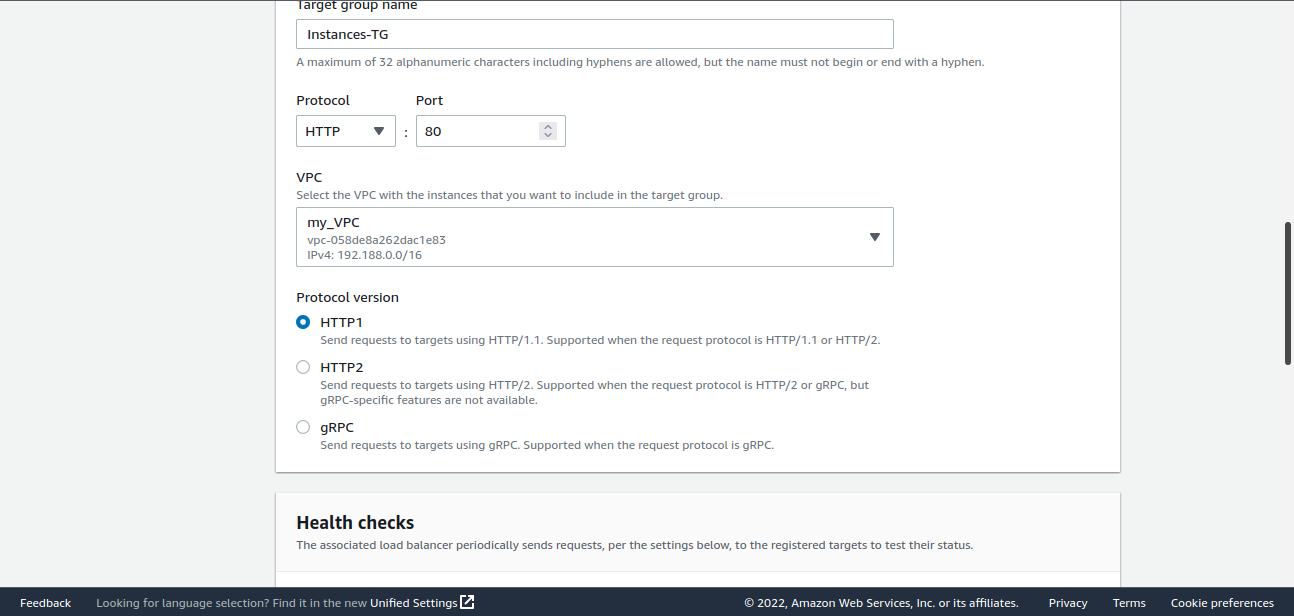 Target group name
Instances-TG
A maximum of 32 alphanumeric characters including hyphens are allowed, but the name must not begin or end with a hyphen.
Protocol
Port
HTTP
:
80
VPC
Select the VPC with the instances that you want to include in the target group.
my_VPC
vpc-058de8a262dac1e83
IPv4: 192.188.0.0/16
Protocol version
HTTP1
Send requests to targets using HTTP/1.1. Supported when the request protocol is HTTP/1.1 or HTTP/2.
HTTP2
Send requests to targets using HTTP/2. Supported when the request protocol is HTTP/2 or gRPC, but
gRPC-specific features are not available.
gRPC
Send requests to targets using gRPC. Supported when the request protocol is gRPC.
Health checks
The associated load balancer periodically sends requests, per the settings below, to the registered targets to test their status.
Feedback
Looking for language selection? Find it in the new Unified Settings
© 2022, Amazon Web Services, Inc. or its affiliates.
Privacy
Terms
Cookie preferences